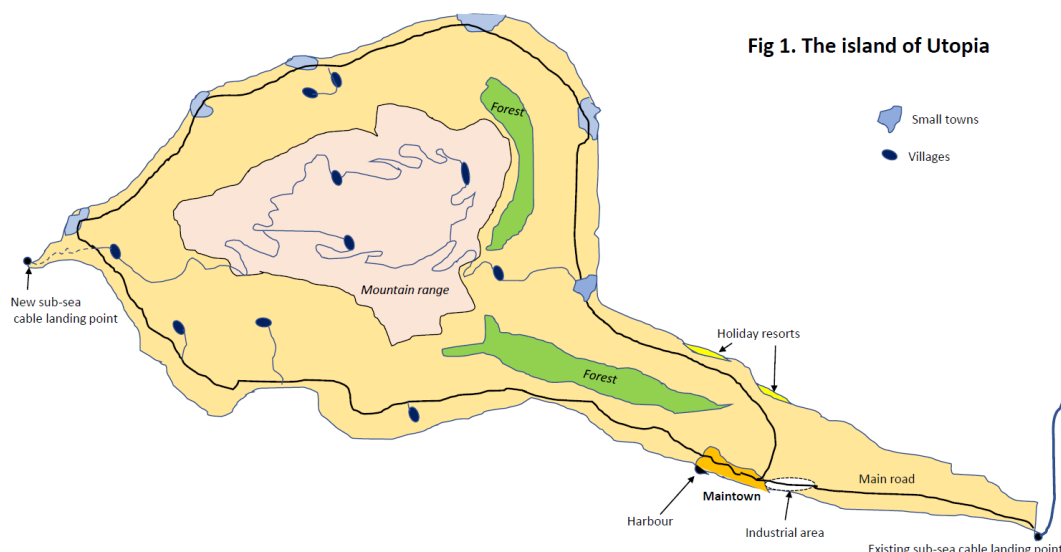 Fig 1. The island of Utopia
Forest
Small towns
Villages
Mountain range
New sub-sea
cable landing point
Holiday resorts
Forest
Main road
Maintown
Harbour
Industrial area
Existing sub-sea cable landing point